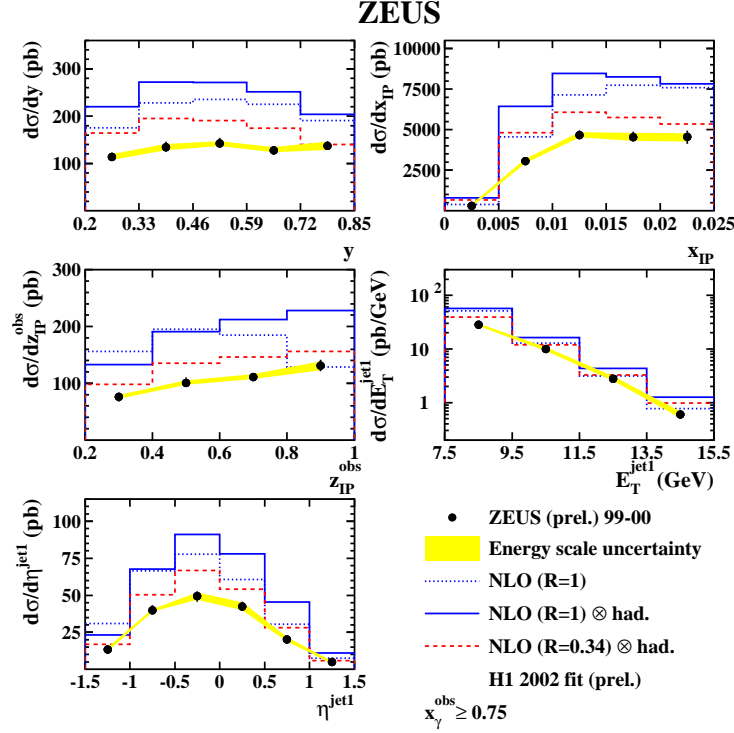 ZEUS
dσ/dy (pb)
300
200
100
0.2 0.33 0.46 0.59 0.72 0.85
y
dσ/dx_IP (pb)
10000
7500
5000
2500
0 0.005 0.01 0.015 0.02 0.025
x_IP
dσ/dz_IP^obs (pb)
300
200
100
0
0.2 0.4 0.6 0.8 1
z_IP^obs
dσ/dE_T^jet1 (pb/GeV)
10^2
10
1
7.5 9.5 11.5 13.5 15.5
E_T^jet1 (GeV)
dσ/dη^jet1 (pb)
100
75
50
25
-1.5 -1 -0.5 0 0.5 1 1.5
η^jet1
ZEUS (prel.) 99-00
Energy scale uncertainty
NLO (R=1)
NLO (R=1) ⊗ had.
NLO (R=0.34) ⊗ had.
H1 2002 fit (prel.)
x_γ^obs ≥ 0.75